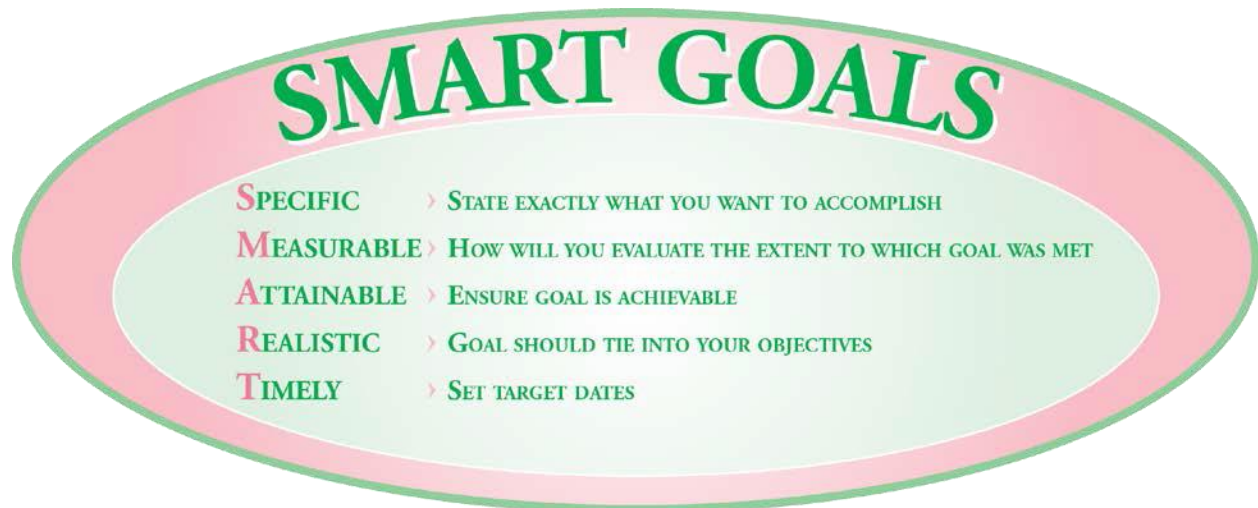 SMART GOALS
SPECIFIC › STATE EXACTLY WHAT YOU WANT TO ACCOMPLISH
MEASURABLE › HOW WILL YOU EVALUATE THE EXTENT TO WHICH GOAL WAS MET
ATTAINABLE › ENSURE GOAL IS ACHIEVABLE
REALISTIC › GOAL SHOULD TIE INTO YOUR OBJECTIVES
TIMELY › SET TARGET DATES